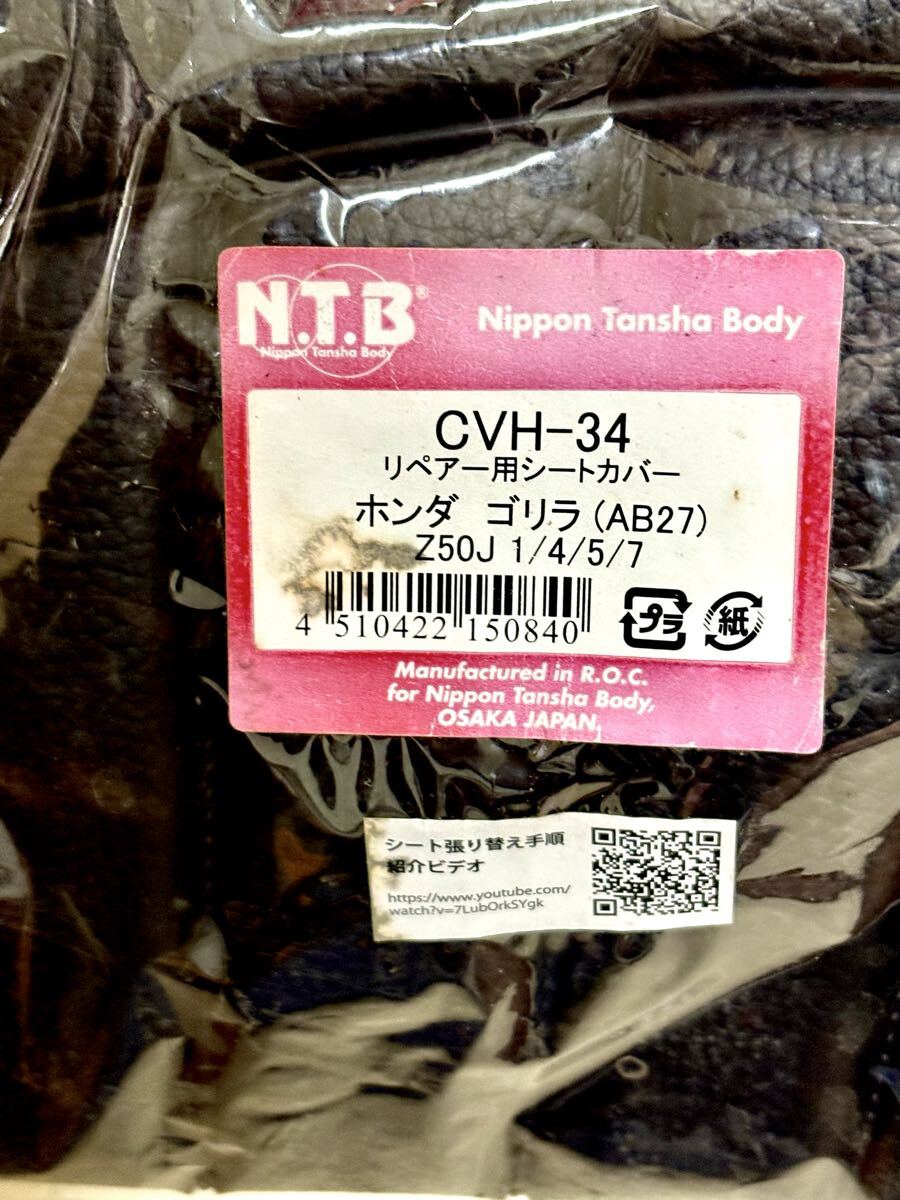 N.T.B®
Nippon Tansha Body
Nippon Tansha Body
CVH-34
リペアー用シートカバー
ホンダ ゴリラ(AB27)
Z50J 1/4/5/7
4 510422 150840
プラ
紙
Manufactured in R.O.C.
for Nippon Tansha Body,
OSAKA JAPAN,
シート張り替え手順
紹介ビデオ
https://www.youtube.com/
watch?v=7LubOrkSYgk